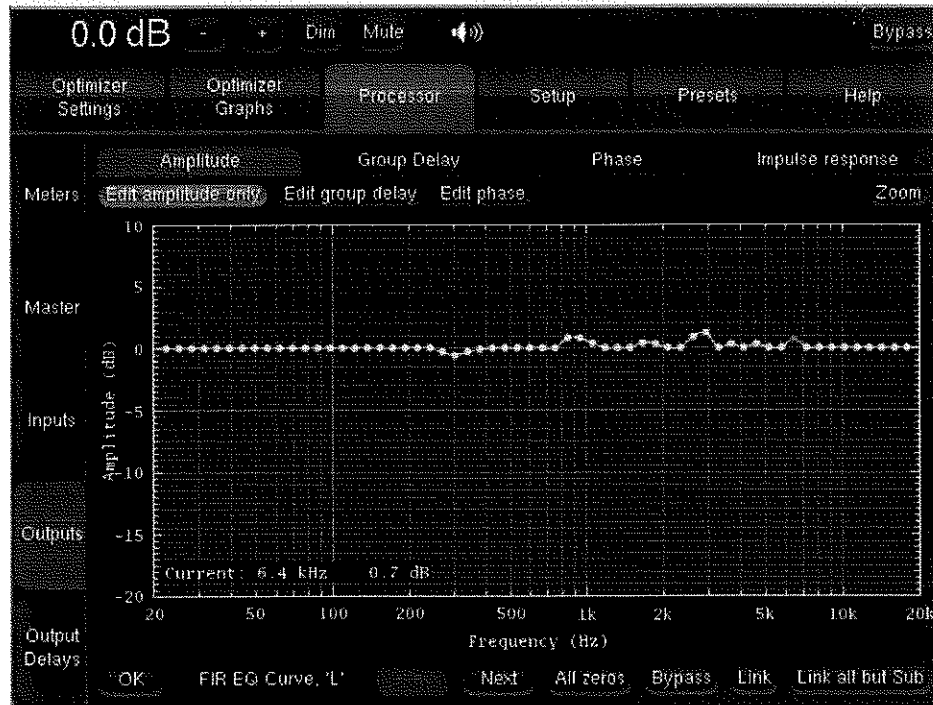 0.0 dB - + Dim Mute Bypass
Optimizer Settings
Optimizer Graphs
Processor
Setup
Presets
Help
Amplitude Group Delay Phase Impulse response
Meters Edit amplitude only Edit group delay Edit phase Zoom
Master
Inputs
Outputs
Output Delays
Amplitude (dB)
10
5
0
-5
-10
-15
-20
Current: 6.4 kHz 0.7 dB
20 50 100 200 500 1k 2k 5k 10k 20k
Frequency (Hz)
OK FIR EQ Curve, 'L' Next All zeros Bypass Link Link all but Sub